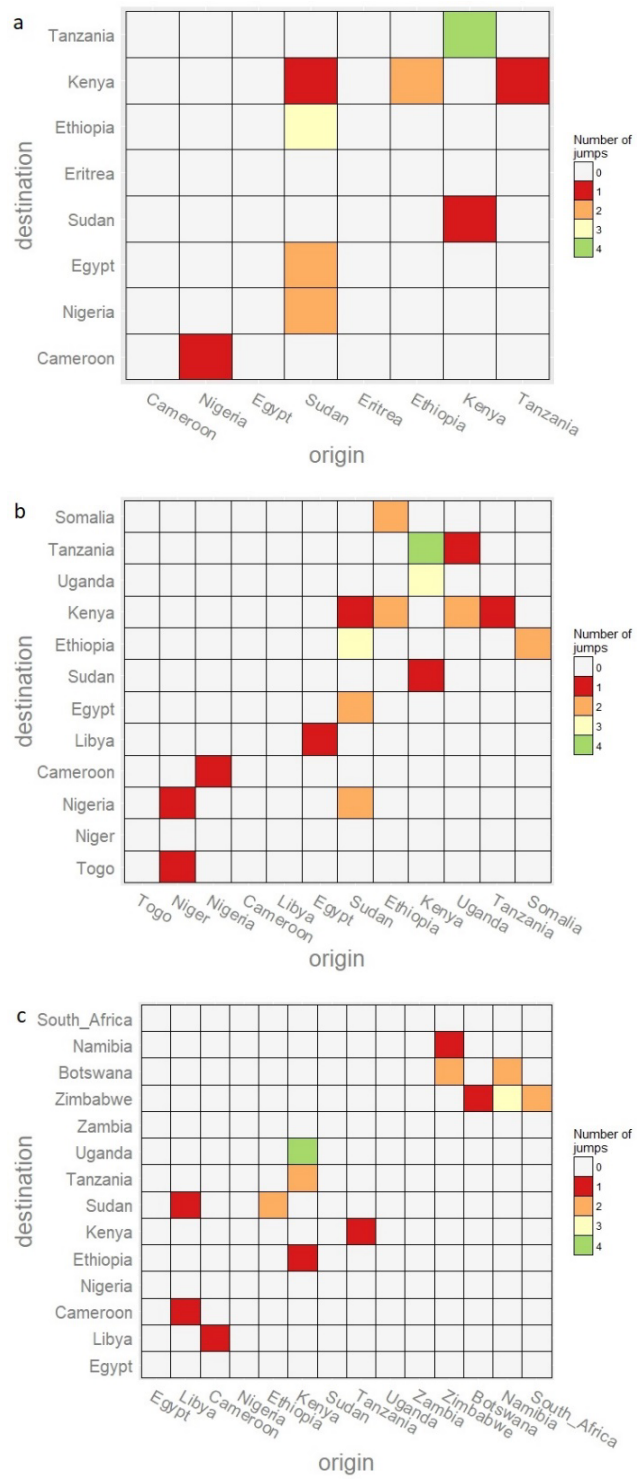 a
Tanzania
Kenya
Ethiopia
Eritrea
Sudan
Egypt
Nigeria
Cameroon
destination
Cameroon
Nigeria
Egypt
Sudan
Eritrea
Ethiopia
Kenya
Tanzania
origin
Number of
jumps
0
1
2
3
4
b
Somalia
Tanzania
Uganda
Kenya
Ethiopia
Sudan
Egypt
Libya
Cameroon
Nigeria
Niger
Togo
destination
Togo
Niger
Nigeria
Cameroon
Libya
Egypt
Sudan
Ethiopia
Kenya
Uganda
Tanzania
Somalia
origin
Number of
jumps
0
1
2
3
4
c
South_Africa
Namibia
Botswana
Zimbabwe
Zambia
Uganda
Tanzania
Sudan
Kenya
Ethiopia
Nigeria
Cameroon
Libya
Egypt
destination
Egypt
Libya
Cameroon
Nigeria
Ethiopia
Kenya
Sudan
Tanzania
Uganda
Zambia
Zimbabwe
Botswana
Namibia
South_Africa
origin
Number of
jumps
0
1
2
3
4